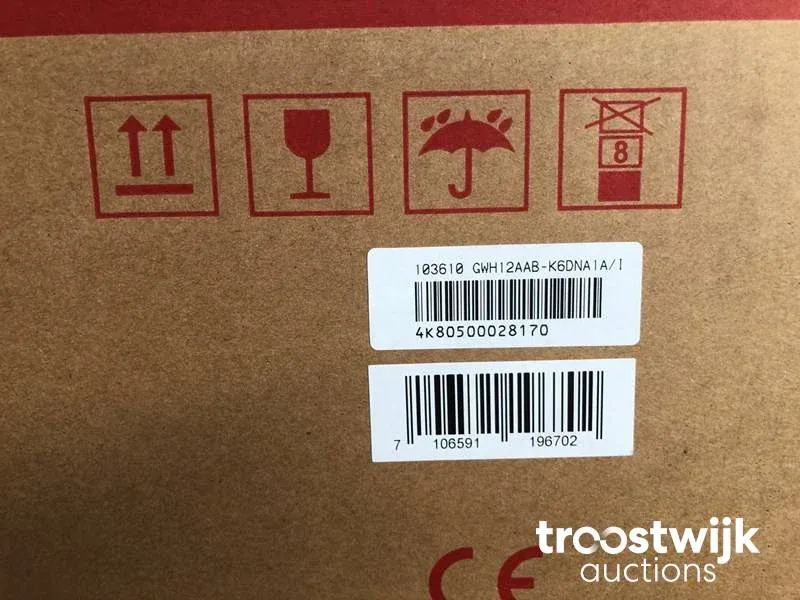 8
103610 GWH12AAB-K6DNA1A/I
4K80500028170
7 106591 196702
CE
troostwijk
auctions